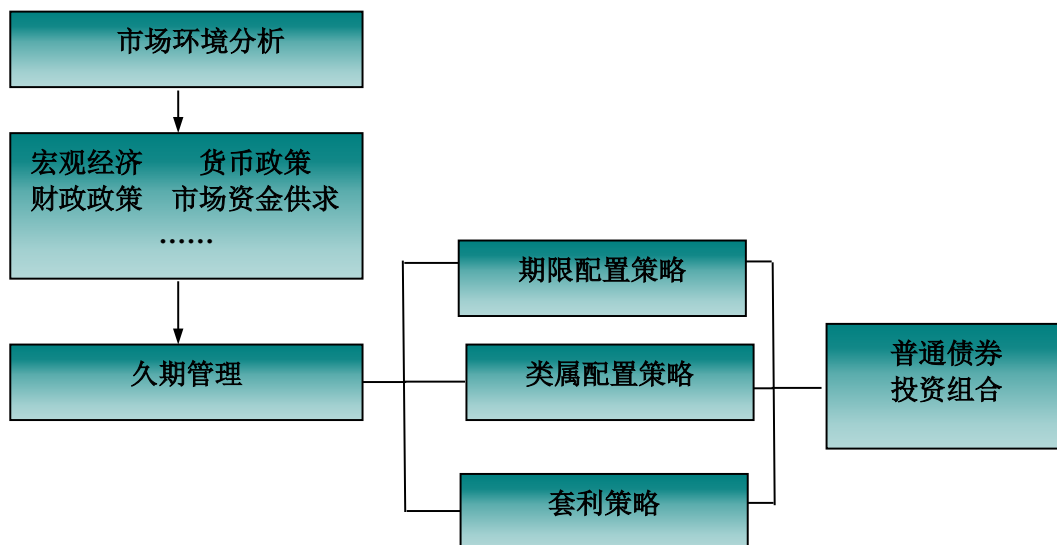 市场环境分析
宏观经济 货币政策
财政政策 市场资金供求
……
久期管理
期限配置策略
类属配置策略
套利策略
普通债券
投资组合